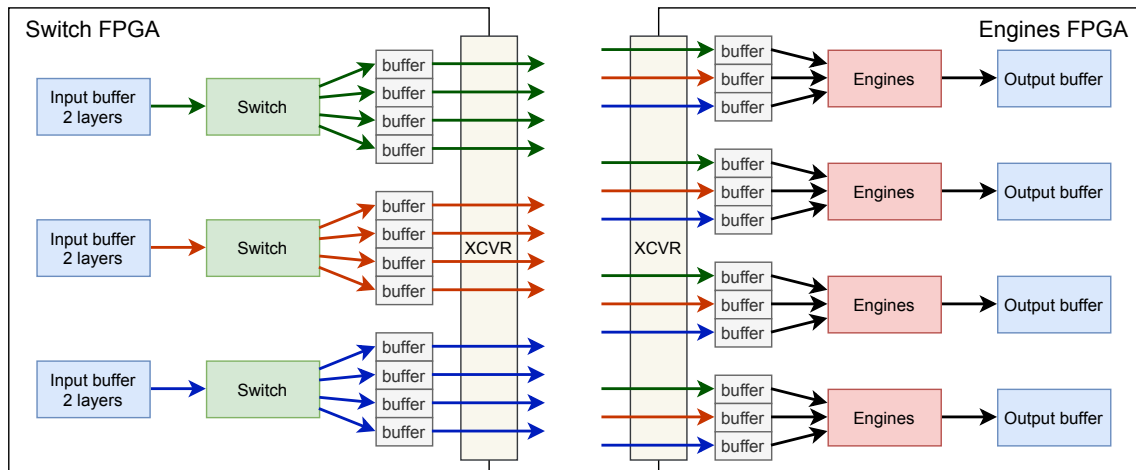 Switch FPGA
Input buffer
2 layers
Switch
buffer
buffer
buffer
buffer
Input buffer
2 layers
Switch
buffer
buffer
buffer
buffer
Input buffer
2 layers
Switch
buffer
buffer
buffer
buffer
XCVR
Engines FPGA
XCVR
buffer
buffer
buffer
Engines
Output buffer
buffer
buffer
buffer
Engines
Output buffer
buffer
buffer
buffer
Engines
Output buffer
buffer
buffer
buffer
Engines
Output buffer